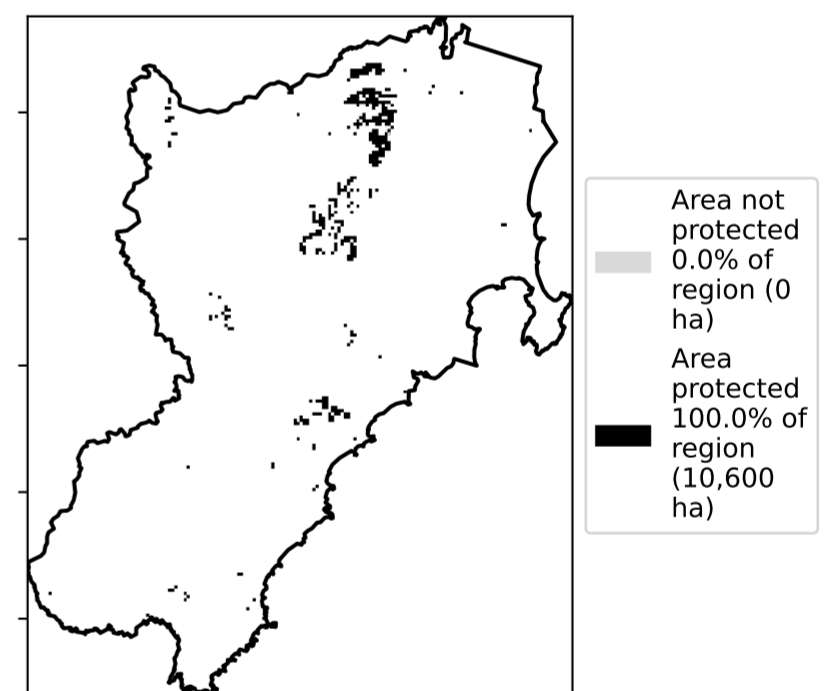 Area not
protected
0.0% of
region (0
ha)
Area
protected
100.0% of
region
(10,600
ha)